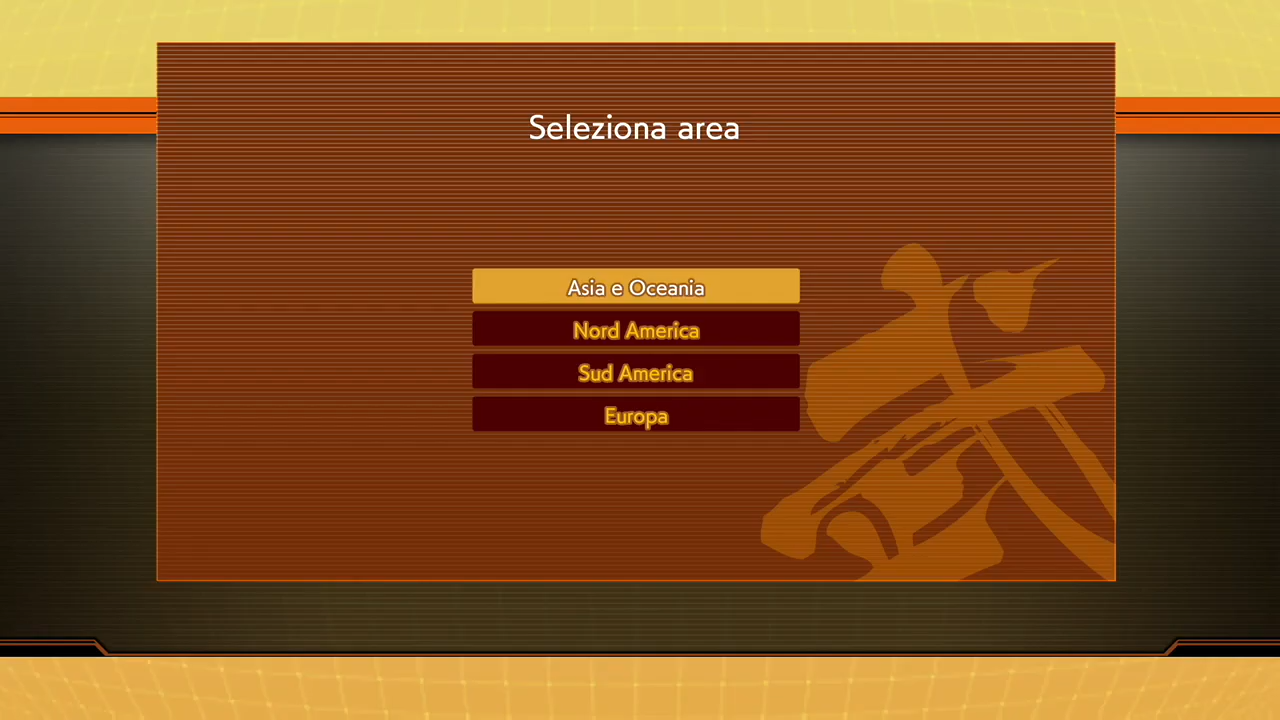 Seleziona area
Asia e Oceania
Nord America
Sud America
Europa